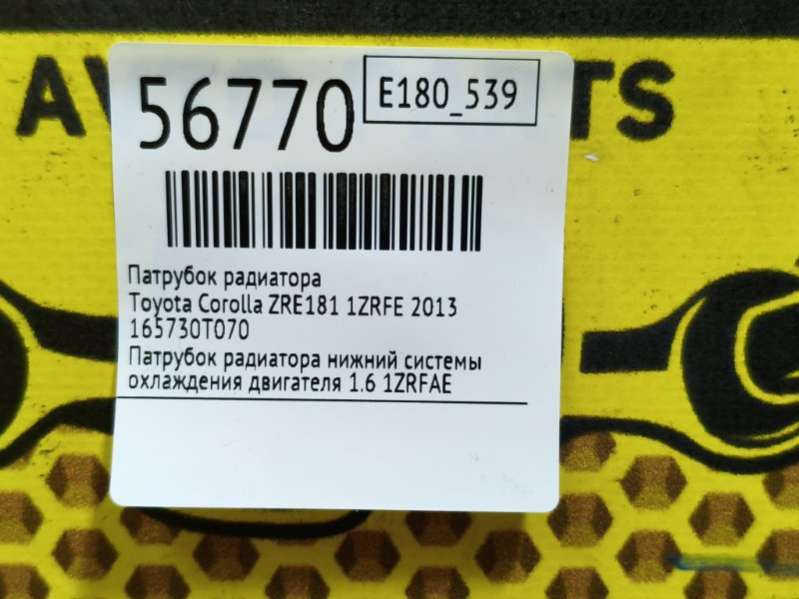 56770
E180_539
Патрубок радиатора
Toyota Corolla ZRE181 1ZRFE 2013
165730T070
Патрубок радиатора нижний системы
охлаждения двигателя 1.6 1ZRFAE